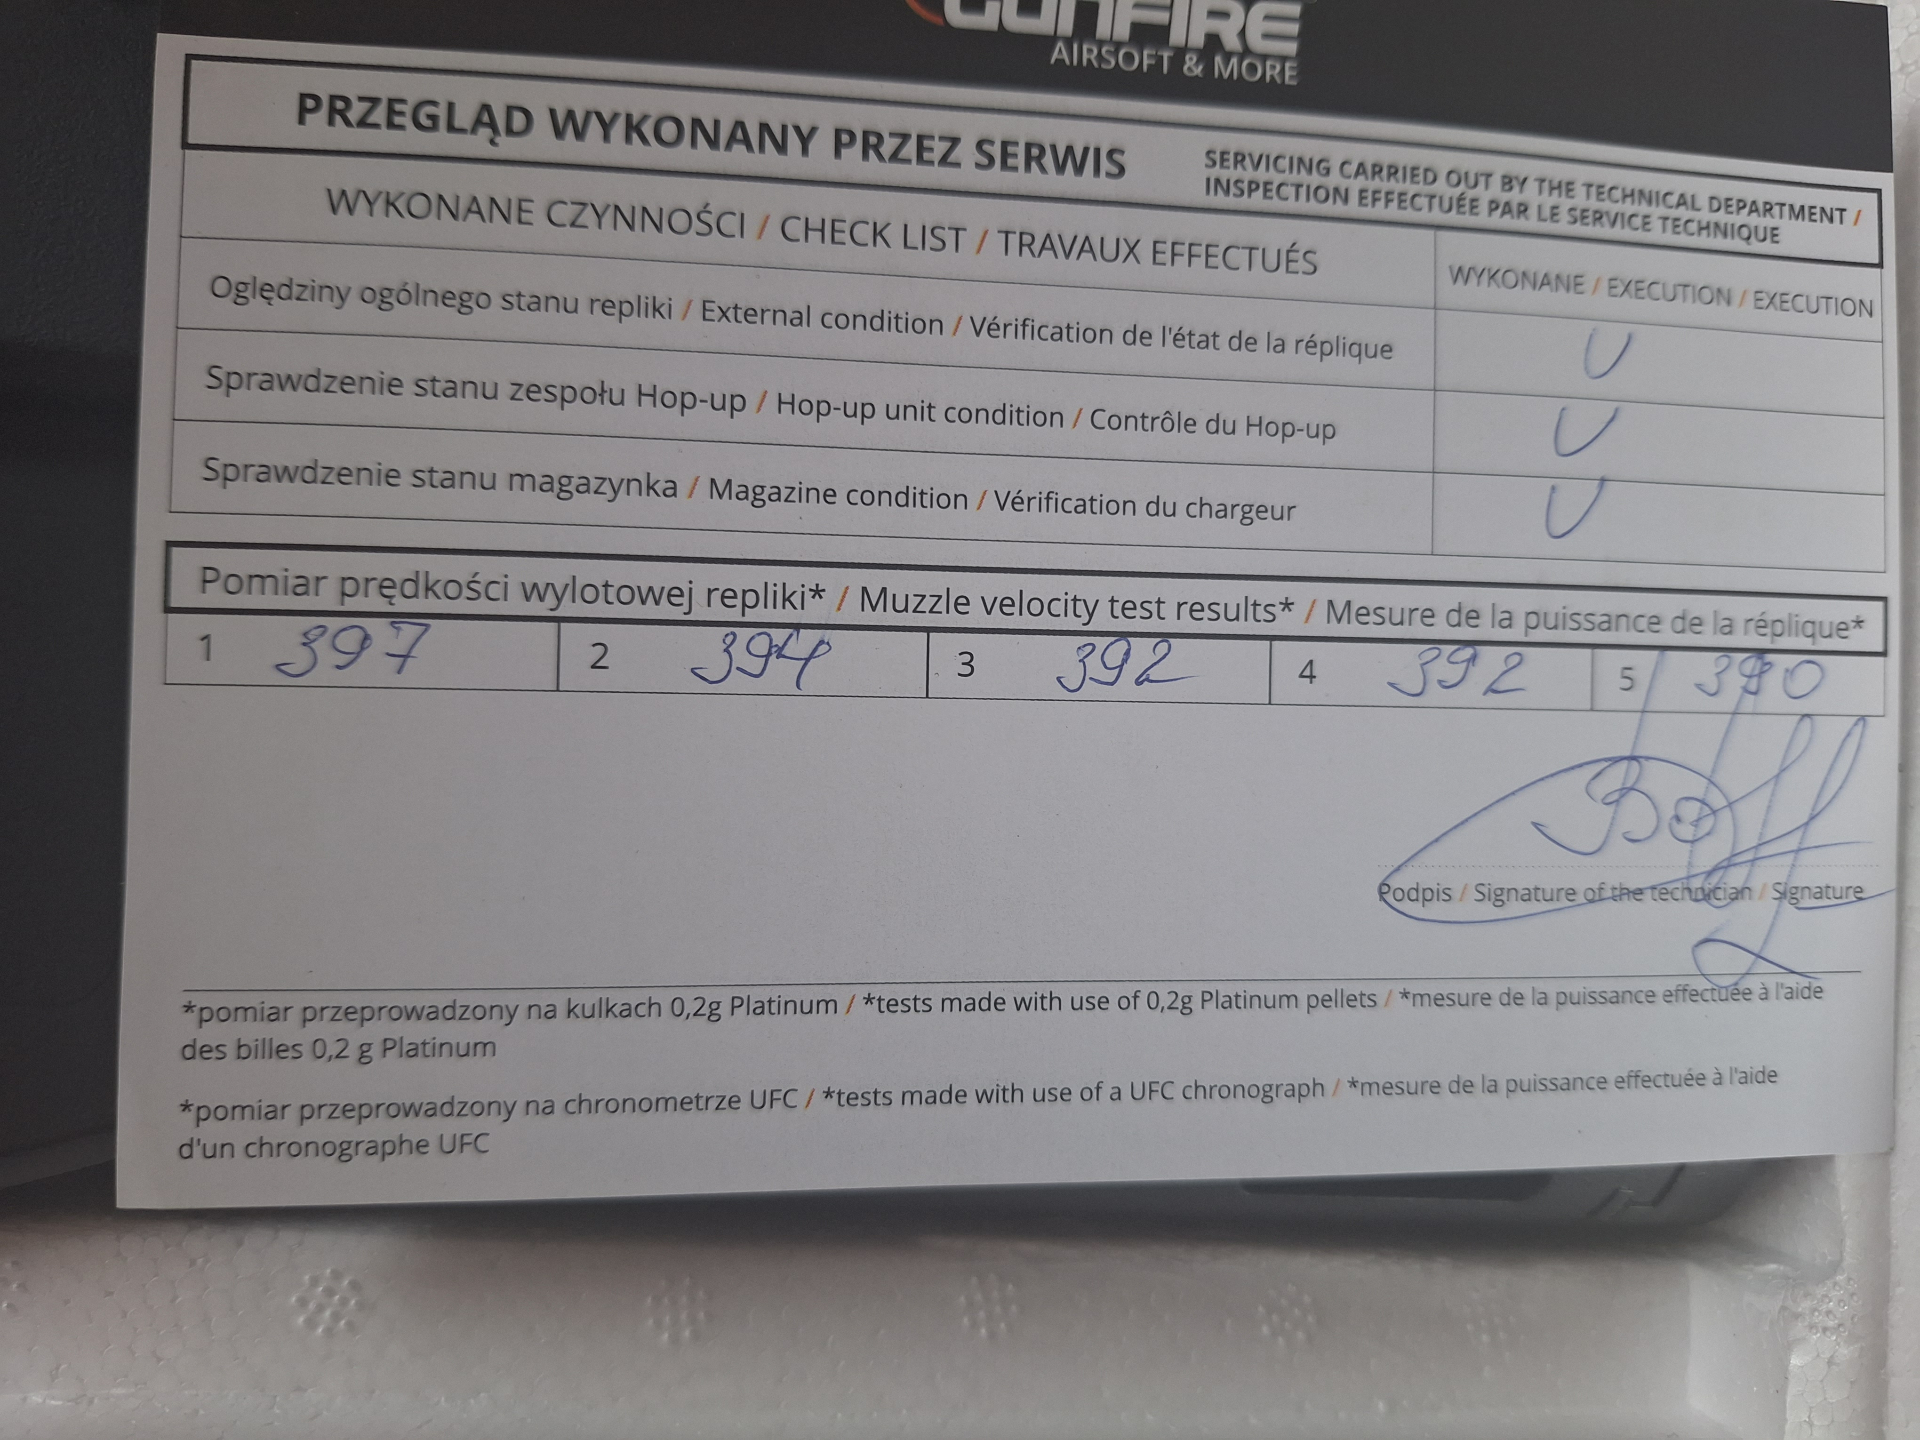 GUNFIRE
AIRSOFT & MORE
PRZEGLĄD WYKONANY PRZEZ SERWIS
SERVICING CARRIED OUT BY THE TECHNICAL DEPARTMENT /
INSPECTION EFFECTUÉE PAR LE SERVICE TECHNIQUE
WYKONANE CZYNNOŚCI / CHECK LIST / TRAVAUX EFFECTUÉS
WYKONANE / EXECUTION / EXECUTION
Oględziny ogólnego stanu repliki / External condition / Vérification de l'état de la réplique
Sprawdzenie stanu zespołu Hop-up / Hop-up unit condition / Contrôle du Hop-up
Sprawdzenie stanu magazynka / Magazine condition / Vérification du chargeur
Pomiar prędkości wylotowej repliki* / Muzzle velocity test results* / Mesure de la puissance de la réplique*
1 397 2 394 3 392 4 392 5 390
Podpis / Signature of the technician / Signature
*pomiar przeprowadzony na kulkach 0,2g Platinum / *tests made with use of 0,2g Platinum pellets / *mesure de la puissance effectuée à l'aide
des billes 0,2 g Platinum
*pomiar przeprowadzony na chronometrze UFC / *tests made with use of a UFC chronograph / *mesure de la puissance effectuée à l'aide
d'un chronographe UFC